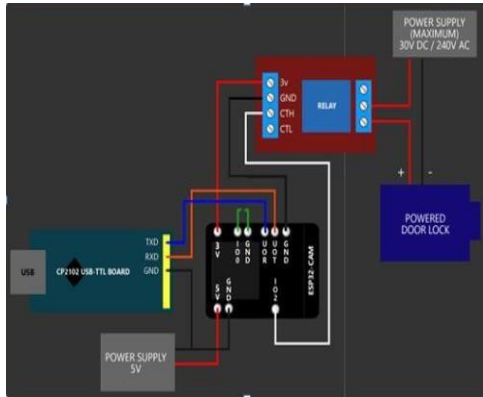 POWER SUPPLY
(MAXIMUM)
30V DC / 240V AC
3v
GND
CTH
CTL
RELAY
+ -
POWERED
DOOR LOCK
USB
CP2102 USB-TTL BOARD
TXD
RXD
GND
3V
IO0
GND
UOR
UOT
GND
5V
GND
IO2
ESP32-CAM
POWER SUPPLY
5V